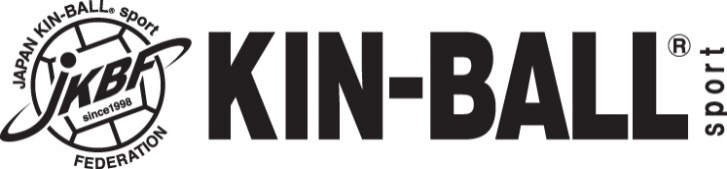 JAPAN KIN-BALL® sport
JKBF
since1998
FEDERATION
KIN-BALL®
sport